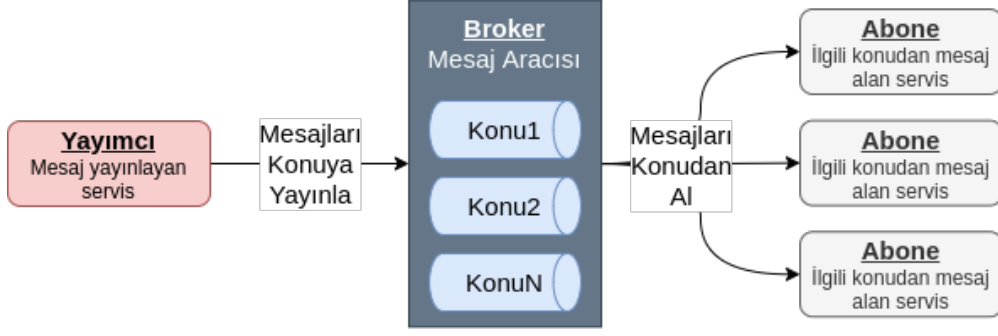 Yayımcı
Mesaj yayınlayan
servis
Mesajları
Konuya
Yayınla
Broker
Mesaj Aracısı
Konu1
Konu2
KonuN
Mesajları
Konudan
Al
Abone
İlgili konudan mesaj
alan servis
Abone
İlgili konudan mesaj
alan servis
Abone
İlgili konudan mesaj
alan servis